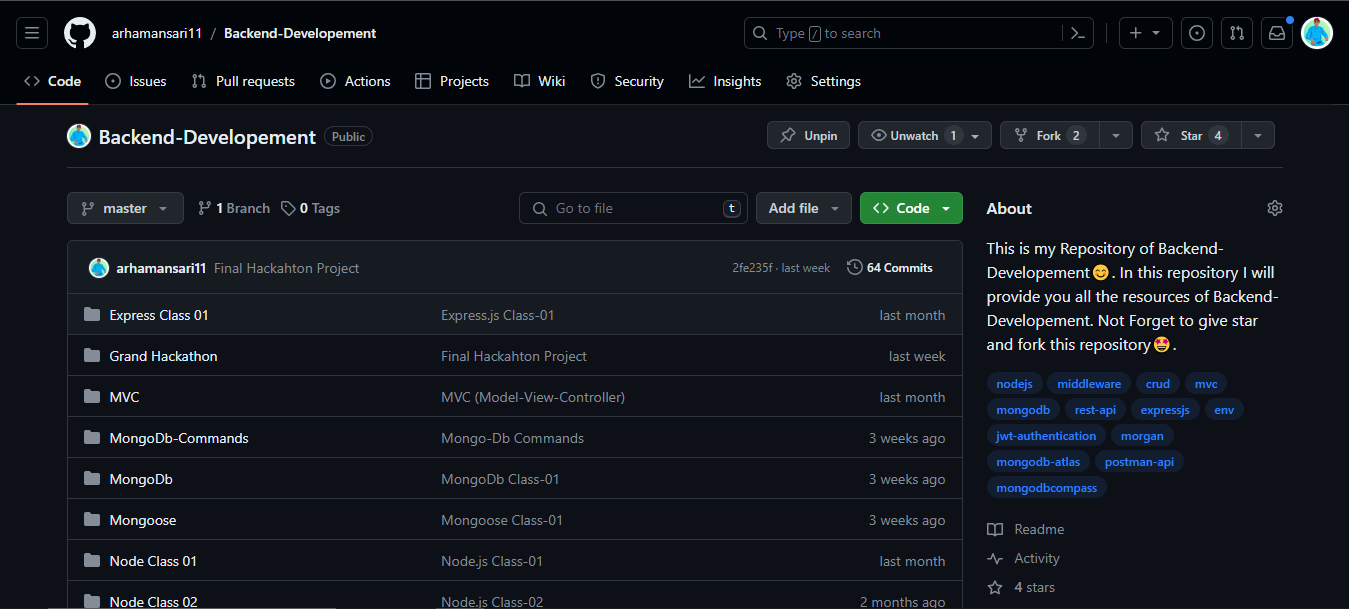 arhamansari11 / Backend-Developement
Type / to search
Code Issues Pull requests Actions Projects Wiki Security Insights Settings
Backend-Developement Public
Unpin Unwatch 1 Fork 2 Star 4
master 1 Branch 0 Tags
Go to file t Add file Code
arhamansari11 Final Hackahton Project 2fe235f · last week 64 Commits
Express Class 01 Express.js Class-01 last month
Grand Hackathon Final Hackahton Project last week
MVC MVC (Model-View-Controller) last month
MongoDb-Commands Mongo-Db Commands 3 weeks ago
MongoDb MongoDb Class-01 3 weeks ago
Mongoose Mongoose Class-01 3 weeks ago
Node Class 01 Node.js Class-01 last month
Node Class 02 Node.js Class-02 2 months ago
About
This is my Repository of Backend-
Developement😊. In this repository I will
provide you all the resources of Backend-
Developement. Not Forget to give star
and fork this repository🤩.
nodejs middleware crud mvc
mongodb rest-api expressjs env
jwt-authentication morgan
mongodb-atlas postman-api
mongodbcompass
Readme
Activity
4 stars